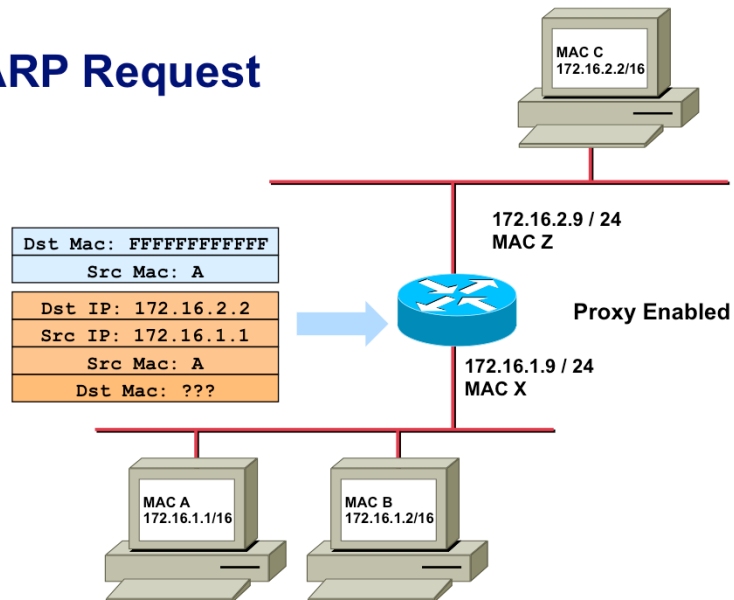 ARP Request
MAC C
172.16.2.2/16
172.16.2.9 / 24
MAC Z
Dst Mac: FFFFFFFFFFFF
Src Mac: A
Dst IP: 172.16.2.2
Src IP: 172.16.1.1
Src Mac: A
Dst Mac: ???
Proxy Enabled
172.16.1.9 / 24
MAC X
MAC A
172.16.1.1/16
MAC B
172.16.1.2/16